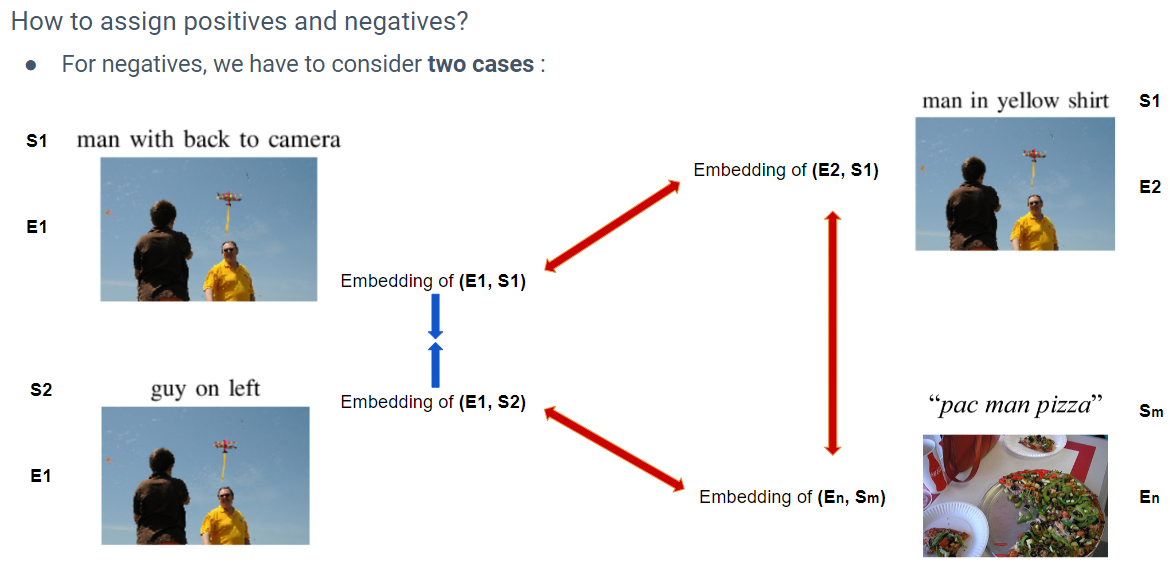 How to assign positives and negatives?
● For negatives, we have to consider two cases :
S1 man with back to camera
E1
Embedding of (E1, S1)
S2 guy on left
E1
Embedding of (E1, S2)
man in yellow shirt S1
Embedding of (E2, S1)
E2
“pac man pizza” Sm
Embedding of (En, Sm)
En